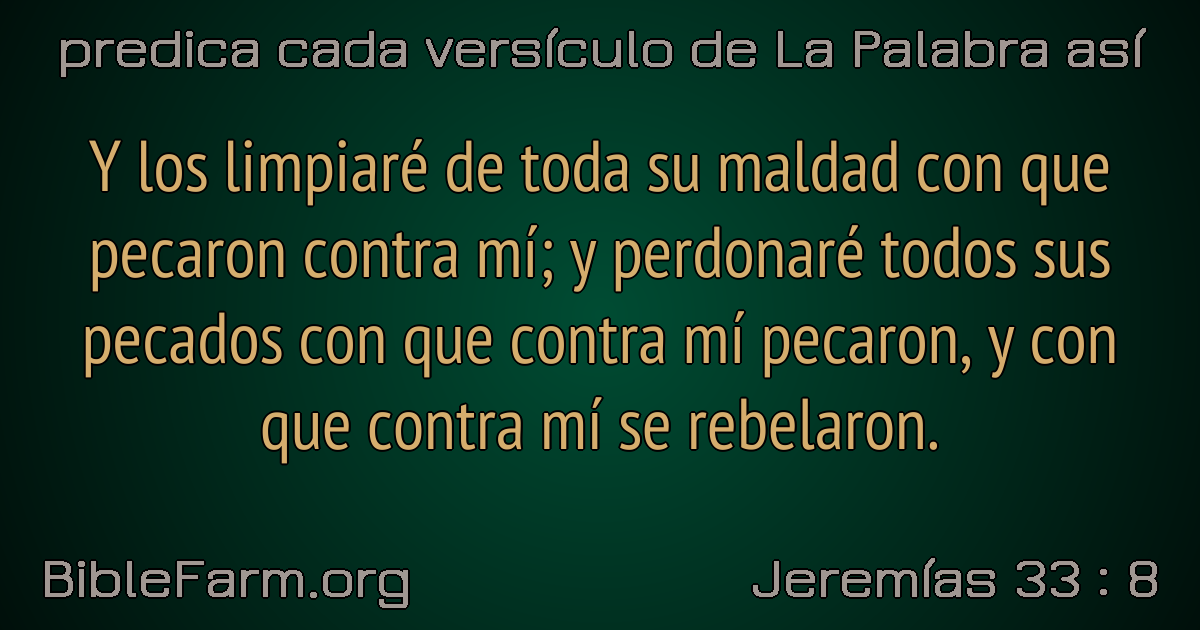 predica cada versículo de La Palabra así
Y los limpiaré de toda su maldad con que
pecaron contra mí; y perdonaré todos sus
pecados con que contra mí pecaron, y con
que contra mí se rebelaron.
BibleFarm.org
Jeremías 33 : 8